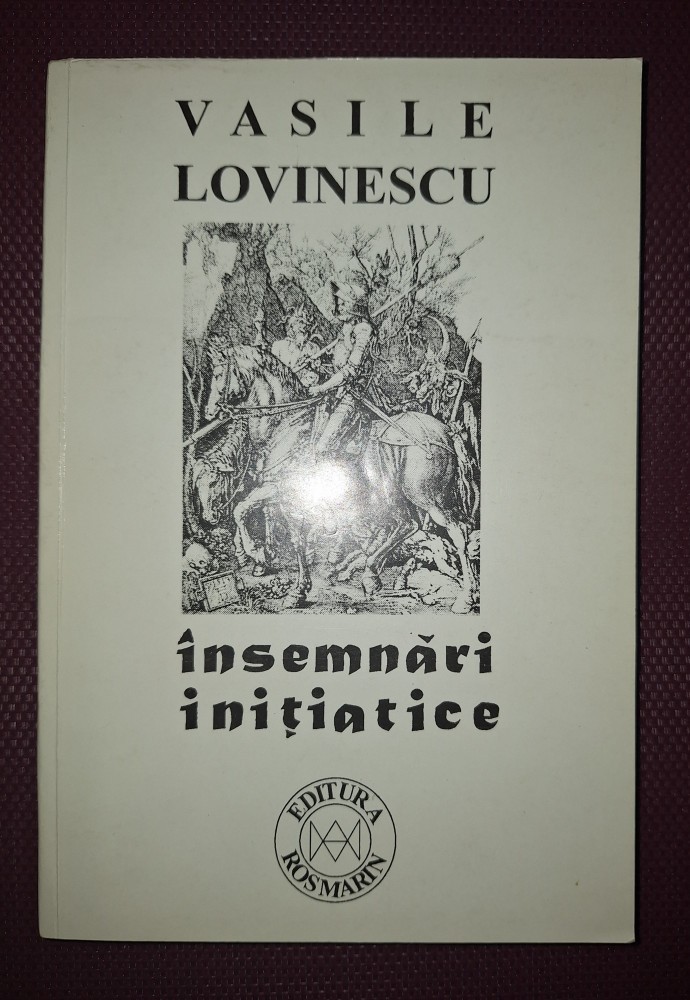 VASILE
LOVINESCU
însemnări
inițiatice
EDITURA
ROSMARIN